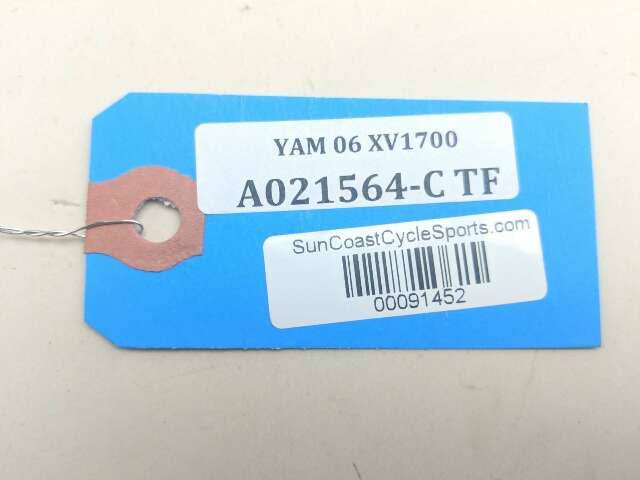 YAM 06 XV1700
A021564-C TF
SunCoastCycleSports.com
00091452